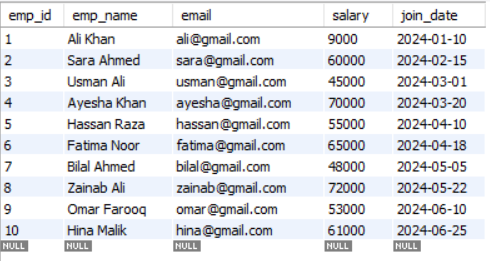 emp_id emp_name email salary join_date
1 Ali Khan ali@gmail.com 9000 2024-01-10
2 Sara Ahmed sara@gmail.com 60000 2024-02-15
3 Usman Ali usman@gmail.com 45000 2024-03-01
4 Ayesha Khan ayesha@gmail.com 70000 2024-03-20
5 Hassan Raza hassan@gmail.com 55000 2024-04-10
6 Fatima Noor fatima@gmail.com 65000 2024-04-18
7 Bilal Ahmed bilal@gmail.com 48000 2024-05-05
8 Zainab Ali zainab@gmail.com 72000 2024-05-22
9 Omar Farooq omar@gmail.com 53000 2024-06-10
10 Hina Malik hina@gmail.com 61000 2024-06-25
NULL NULL NULL NULL NULL